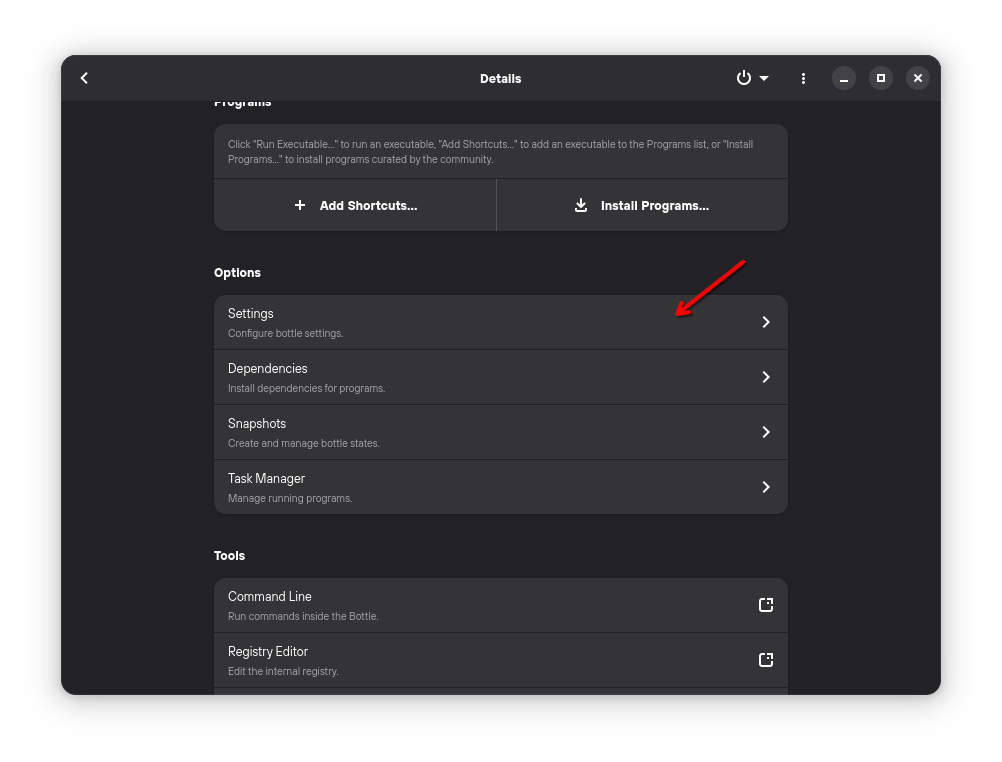 Details
Programs
Click "Run Executable..." to run an executable, "Add Shortcuts..." to add an executable to the Programs list, or "Install
Programs..." to install programs curated by the community.
Add Shortcuts...
Install Programs...
Options
Settings
Configure bottle settings.
Dependencies
Install dependencies for programs.
Snapshots
Create and manage bottle states.
Task Manager
Manage running programs.
Tools
Command Line
Run commands inside the Bottle.
Registry Editor
Edit the internal registry.